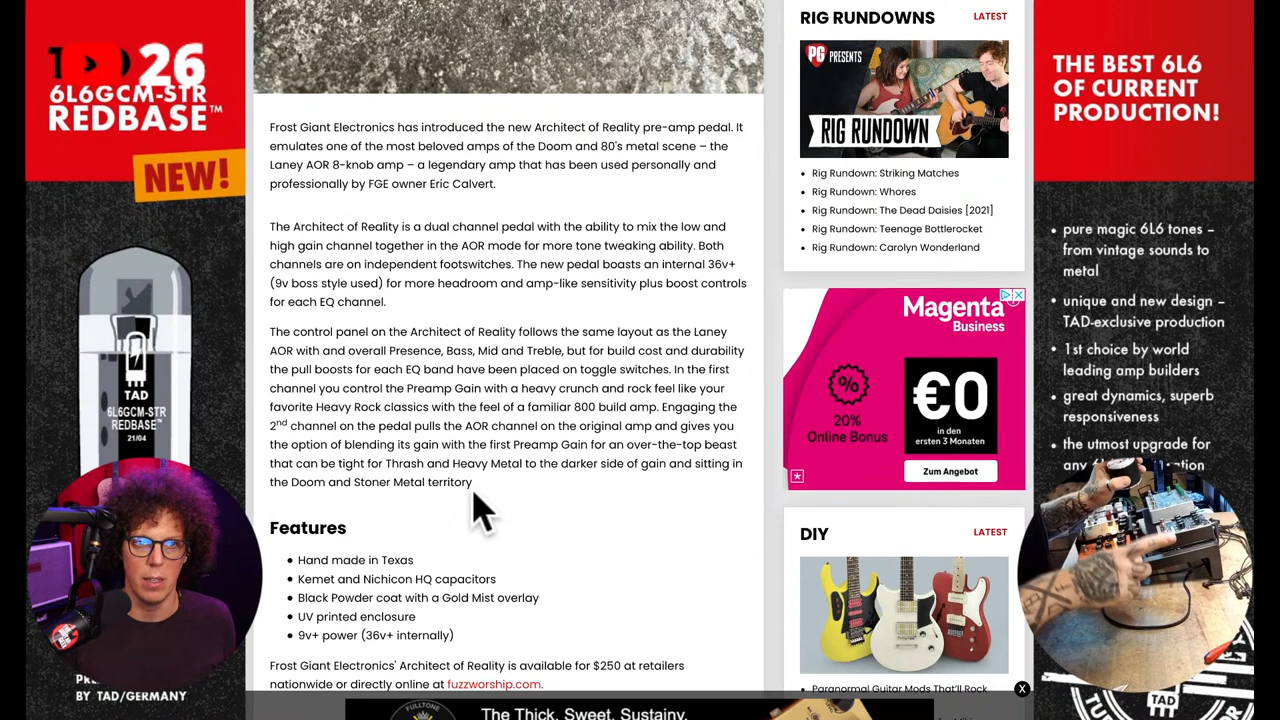 26
6L6GCM-STR
REDBASE™
NEW!
TAD
6L6GCM-STR
REDBASE™
21/04
BY TAD/GERMANY
Frost Giant Electronics has introduced the new Architect of Reality pre-amp pedal. It
emulates one of the most beloved amps of the Doom and 80's metal scene – the
Laney AOR 8-knob amp – a legendary amp that has been used personally and
professionally by FGE owner Eric Calvert.
The Architect of Reality is a dual channel pedal with the ability to mix the low and
high gain channel together in the AOR mode for more tone tweaking ability. Both
channels are on independent footswitches. The new pedal boasts an internal 36v+
(9v boss style used) for more headroom and amp-like sensitivity plus boost controls
for each EQ channel.
The control panel on the Architect of Reality follows the same layout as the Laney
AOR with and overall Presence, Bass, Mid and Treble, but for build cost and durability
the pull boosts for each EQ band have been placed on toggle switches. In the first
channel you control the Preamp Gain with a heavy crunch and rock feel like your
favorite Heavy Rock classics with the feel of a familiar 800 build amp. Engaging the
2nd channel on the pedal pulls the AOR channel on the original amp and gives you
the option of blending its gain with the first Preamp Gain for an over-the-top beast
that can be tight for Thrash and Heavy Metal to the darker side of gain and sitting in
the Doom and Stoner Metal territory
Features
• Hand made in Texas
• Kemet and Nichicon HQ capacitors
• Black Powder coat with a Gold Mist overlay
• UV printed enclosure
• 9v+ power (36v+ internally)
Frost Giant Electronics' Architect of Reality is available for $250 at retailers
nationwide or directly online at fuzzworship.com.
RIG RUNDOWNS
LATEST
PG PRESENTS
RIG RUNDOWN
• Rig Rundown: Striking Matches
• Rig Rundown: Whores
• Rig Rundown: The Dead Daisies [2021]
• Rig Rundown: Teenage Bottlerocket
• Rig Rundown: Carolyn Wonderland
Magenta
Business
20%
Online Bonus
€0
in den
ersten 3 Monaten
Zum Angebot
DIY
LATEST
• Paranormal Guitar Mods That'll Rock
THE BEST 6L6
OF CURRENT
PRODUCTION!
• pure magic 6L6 tones –
from vintage sounds to
metal
• unique and new design –
TAD-exclusive production
• 1st choice by world
leading amp builders
• great dynamics, superb
responsiveness
• the utmost upgrade for
TAD
FULLTONE
The Thick, Sweet, Sustainy,
X